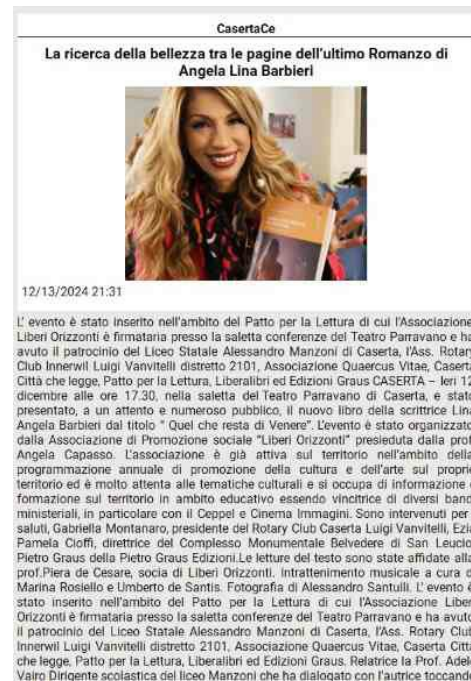 CasertaCe
La ricerca della bellezza tra le pagine dell'ultimo Romanzo di
Angela Lina Barbieri
12/13/2024 21:31
L' evento è stato inserito nell'ambito del Patto per la Lettura di cui l'Associazione
Liberi Orizzonti è firmataria presso la saletta conferenze del Teatro Parravano e ha
avuto il patrocinio del Liceo Statale Alessandro Manzoni di Caserta, l'Ass. Rotary
Club Innerwil Luigi Vanvitelli distretto 2101, Associazione Quaercus Vitae, Caserta
Città che legge, Patto per la Lettura, Liberalibri ed Edizioni Graus CASERTA – Ieri 12
dicembre alle ore 17.30, nella saletta del Teatro Parravano di Caserta, e stato
presentato, a un attento e numeroso pubblico, il nuovo libro della scrittrice Lina
Angela Barbieri dal titolo " Quel che resta di Venere". L'evento è stato organizzato
dalla Associazione di Promozione sociale "Liberi Orizzonti" presieduta dalla prof.
Angela Capasso. L'associazione è già attiva sul territorio nell'ambito della
programmazione annuale di promozione della cultura e dell'arte sul proprio
territorio ed è molto attenta alle tematiche culturali e si occupa di informazione e
formazione sul territorio in ambito educativo essendo vincitrice di diversi bandi
ministeriali, in particolare con il Ceppel e Cinema Immagini. Sono intervenuti per i
saluti, Gabriella Montanaro, presidente del Rotary Club Caserta Luigi Vanvitelli, Ezia
Pamela Cioffi, direttrice del Complesso Monumentale Belvedere di San Leucio,
Pietro Graus della Pietro Graus Edizioni.Le letture del testo sono state affidate alla
prof.Piera de Cesare, socia di Liberi Orizzonti. Intrattenimento musicale a cura di
Marina Rosiello e Umberto de Santis. Fotografia di Alessandro Santulli. L' evento è
stato inserito nell'ambito del Patto per la Lettura di cui l'Associazione Liberi
Orizzonti è firmataria presso la saletta conferenze del Teatro Parravano e ha avuto
il patrocinio del Liceo Statale Alessandro Manzoni di Caserta, l'Ass. Rotary Club
Innerwil Luigi Vanvitelli distretto 2101, Associazione Quaercus Vitae, Caserta Città
che legge, Patto per la Lettura, Liberalibri ed Edizioni Graus. Relatrice la Prof. Adele
Vairo Dirigente scolastica del liceo Manzoni che ha dialogato con l'autrice toccando